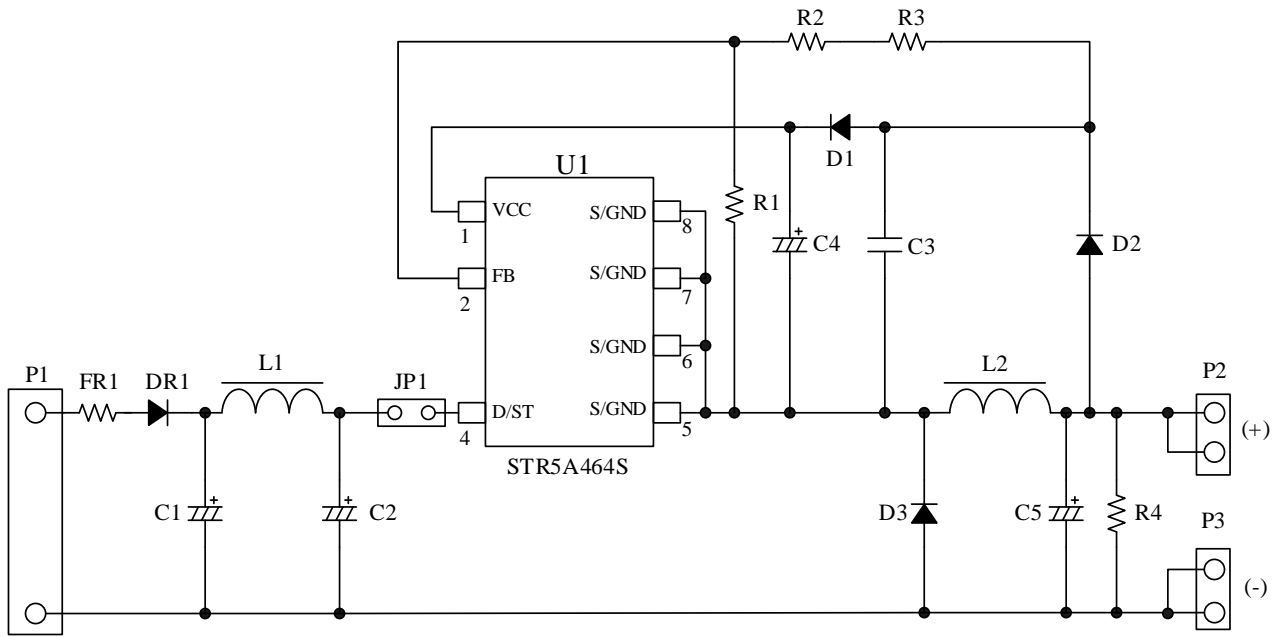 R2
R3
D1
U1
VCC
1
FB
2
D/ST
4
S/GND
8
S/GND
7
S/GND
6
S/GND
5
STR5A464S
R1
+
C4
C3
D2
P1
FR1
DR1
L1
JP1
L2
P2
(+)
+
C1
+
C2
D3
+
C5
R4
P3
(-)